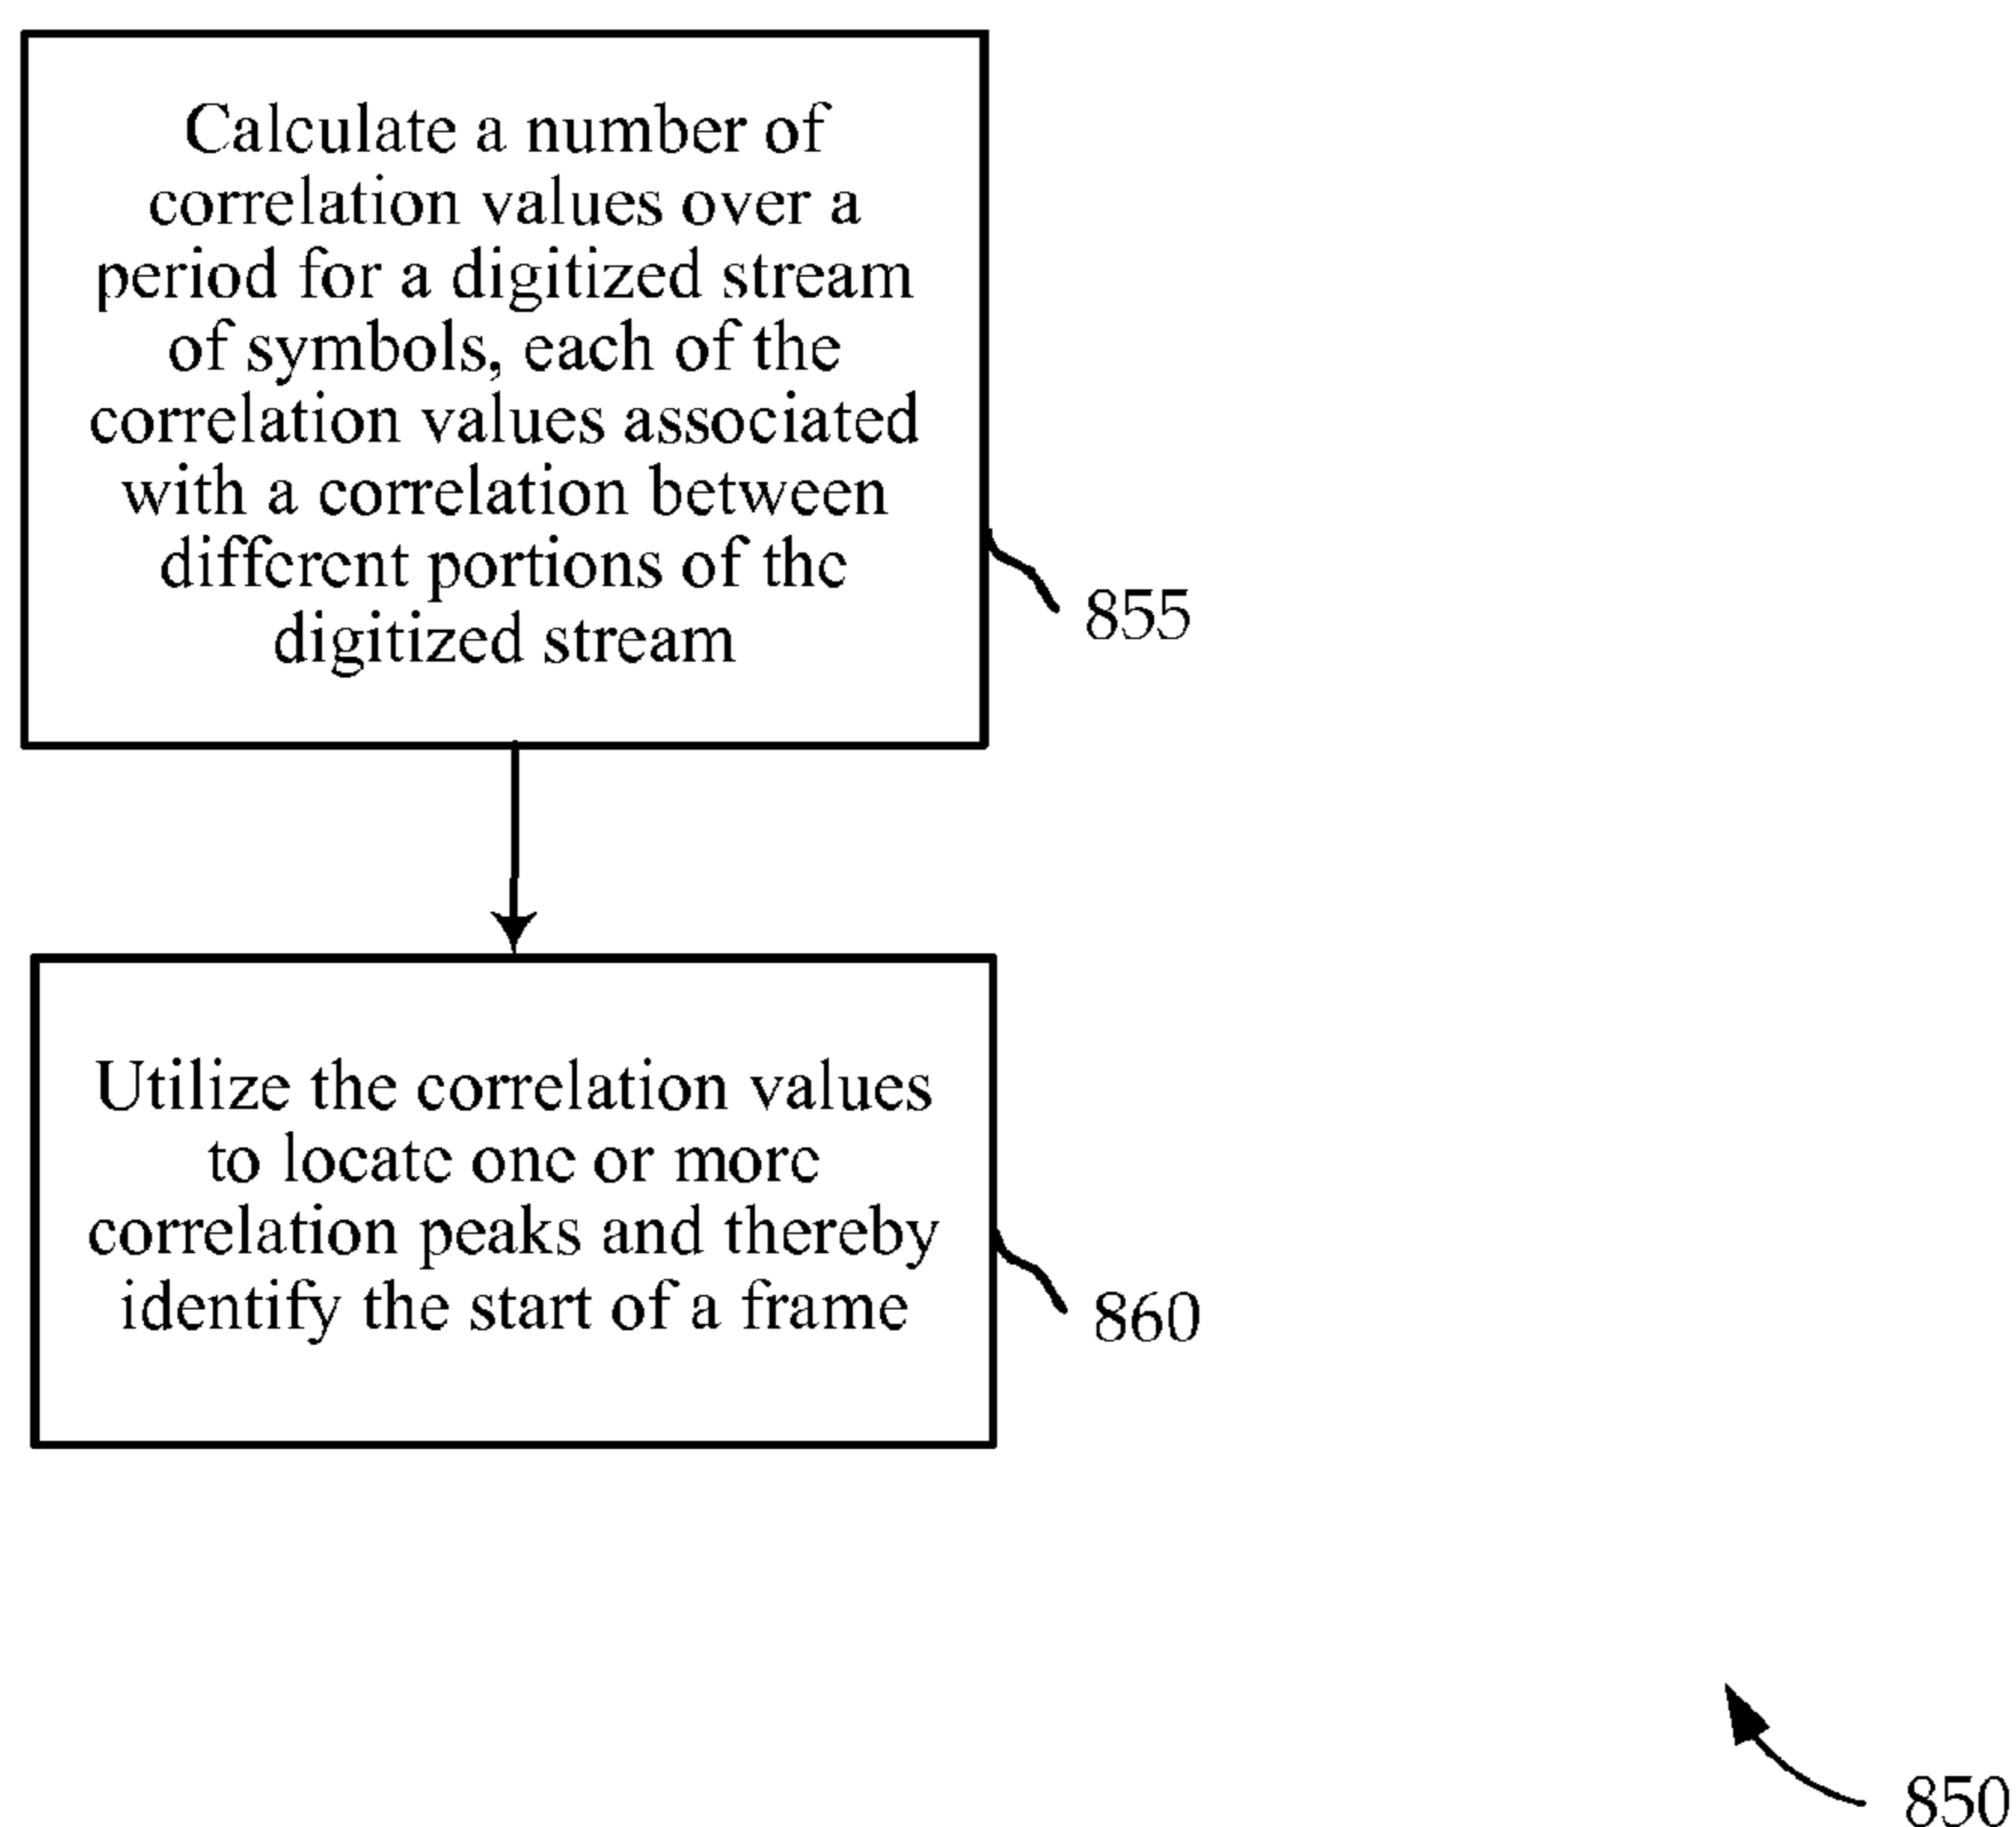 Calculate a number of
correlation values over a
period for a digitized stream
of symbols, each of the
correlation values associated
with a correlation between
different portions of the
digitized stream
855
Utilize the correlation values
to locate one or more
correlation peaks and thereby
identify the start of a frame
860
850